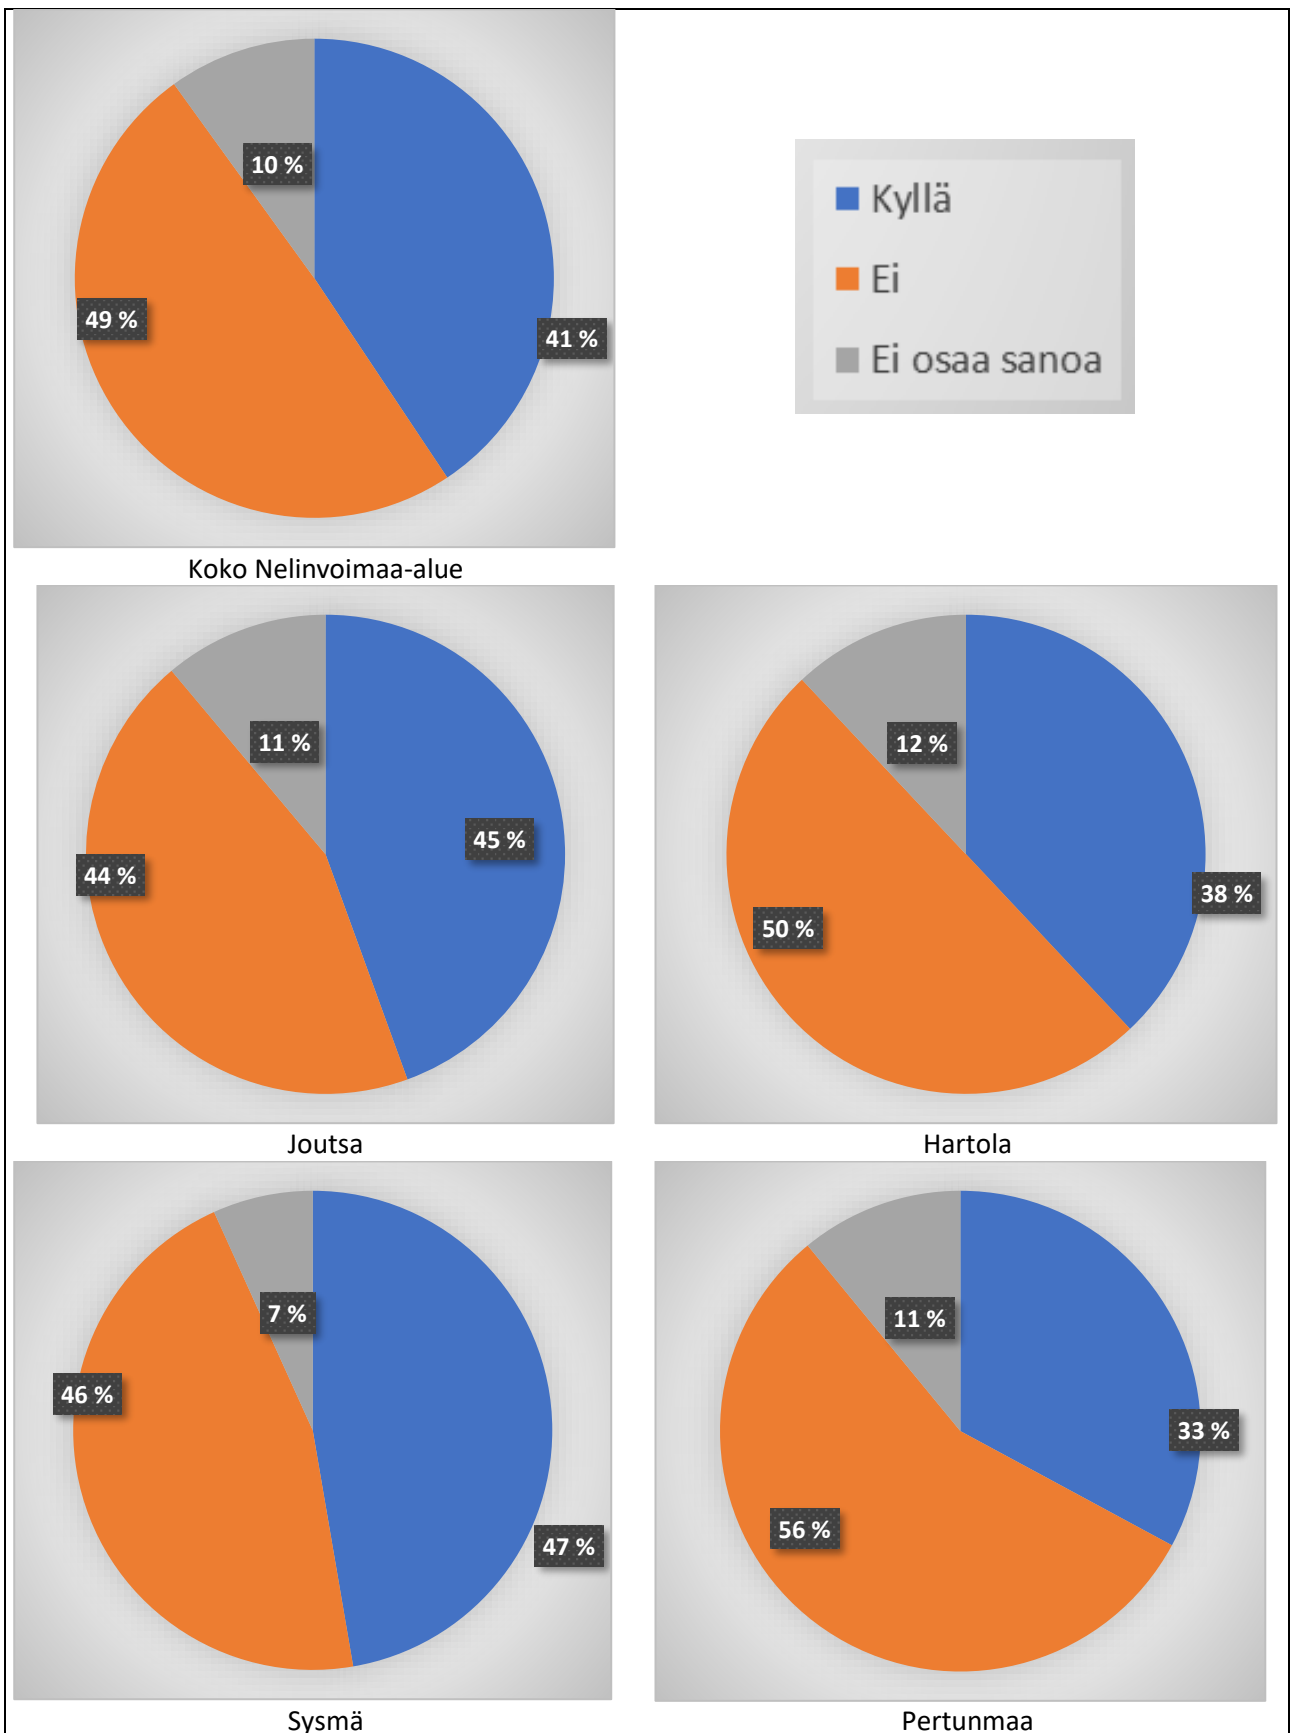 10 %
49 %
41 %
Kyllä
Ei
Ei osaa sanoa
Koko Nelinvoimaa-alue
11 %
45 %
44 %
Joutsa
12 %
38 %
50 %
Hartola
7 %
46 %
47 %
Sysmä
11 %
33 %
56 %
Pertunmaa